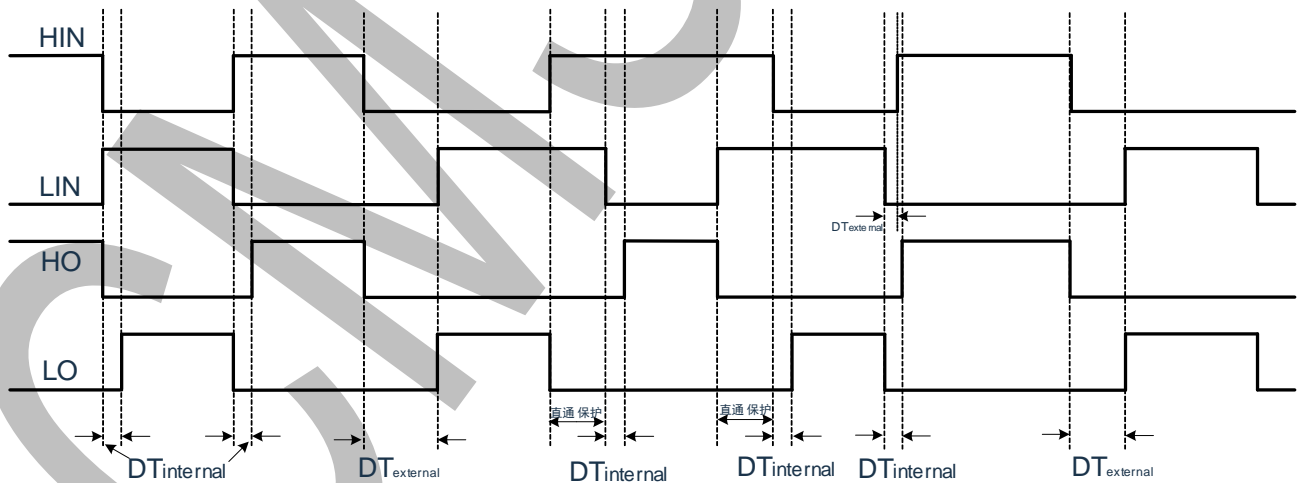 HIN
LIN
DTexternal
HO
LO
直通 保护
直通 保护
DTinternal
DTexternal
DTinternal
DTinternal
DTinternal
DTexternal